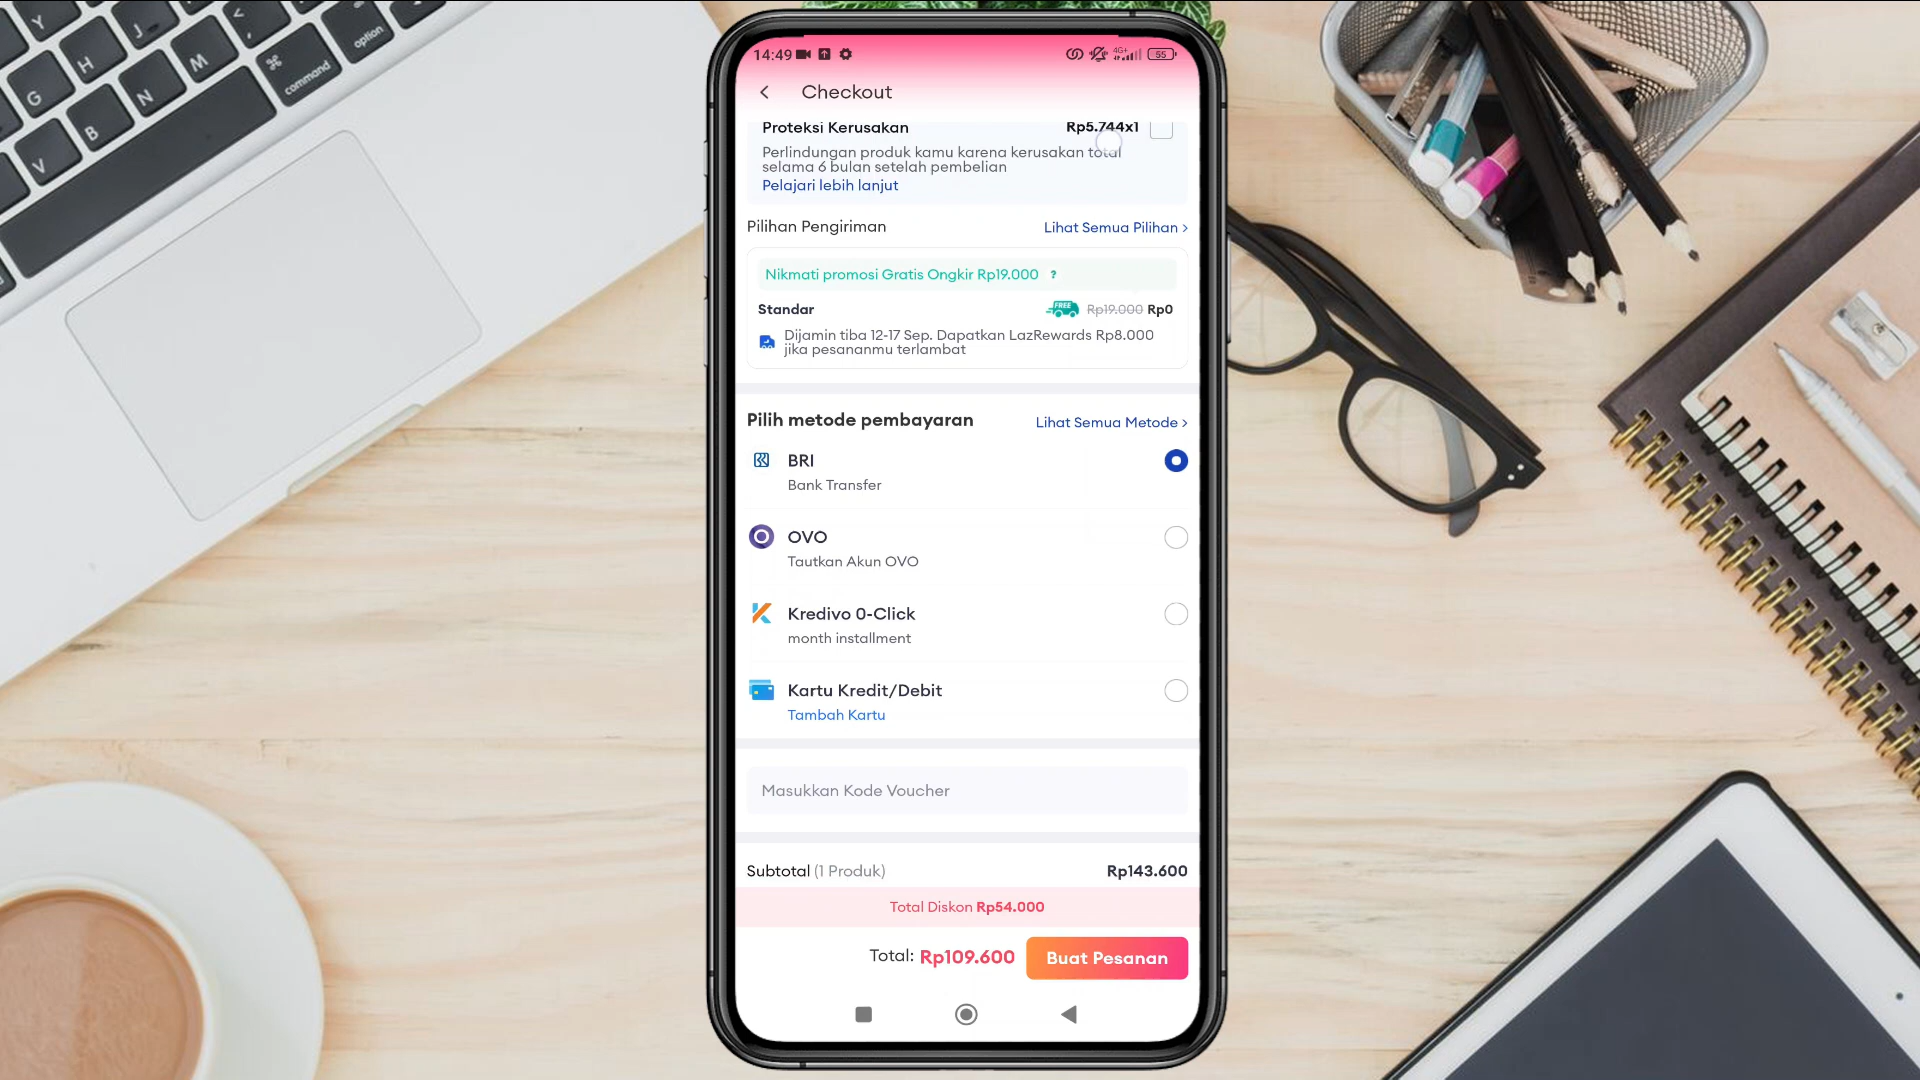 14:49
4G+
55
Checkout
Proteksi Kerusakan Rp5.744x1
Perlindungan produk kamu karena kerusakan total
selama 6 bulan setelah pembelian
Pelajari lebih lanjut
Pilihan Pengiriman Lihat Semua Pilihan >
Nikmati promosi Gratis Ongkir Rp19.000 ?
Standar FREE Rp19.000 Rp0
Dijamin tiba 12-17 Sep. Dapatkan LazRewards Rp8.000
jika pesananmu terlambat
Pilih metode pembayaran Lihat Semua Metode >
BRI
Bank Transfer
OVO
Tautkan Akun OVO
Kredivo 0-Click
month installment
Kartu Kredit/Debit
Tambah Kartu
Masukkan Kode Voucher
Subtotal (1 Produk) Rp143.600
Total Diskon Rp54.000
Total: Rp109.600 Buat Pesanan
Y
J
<
option
H
M
⌘
command
G
N
B
V